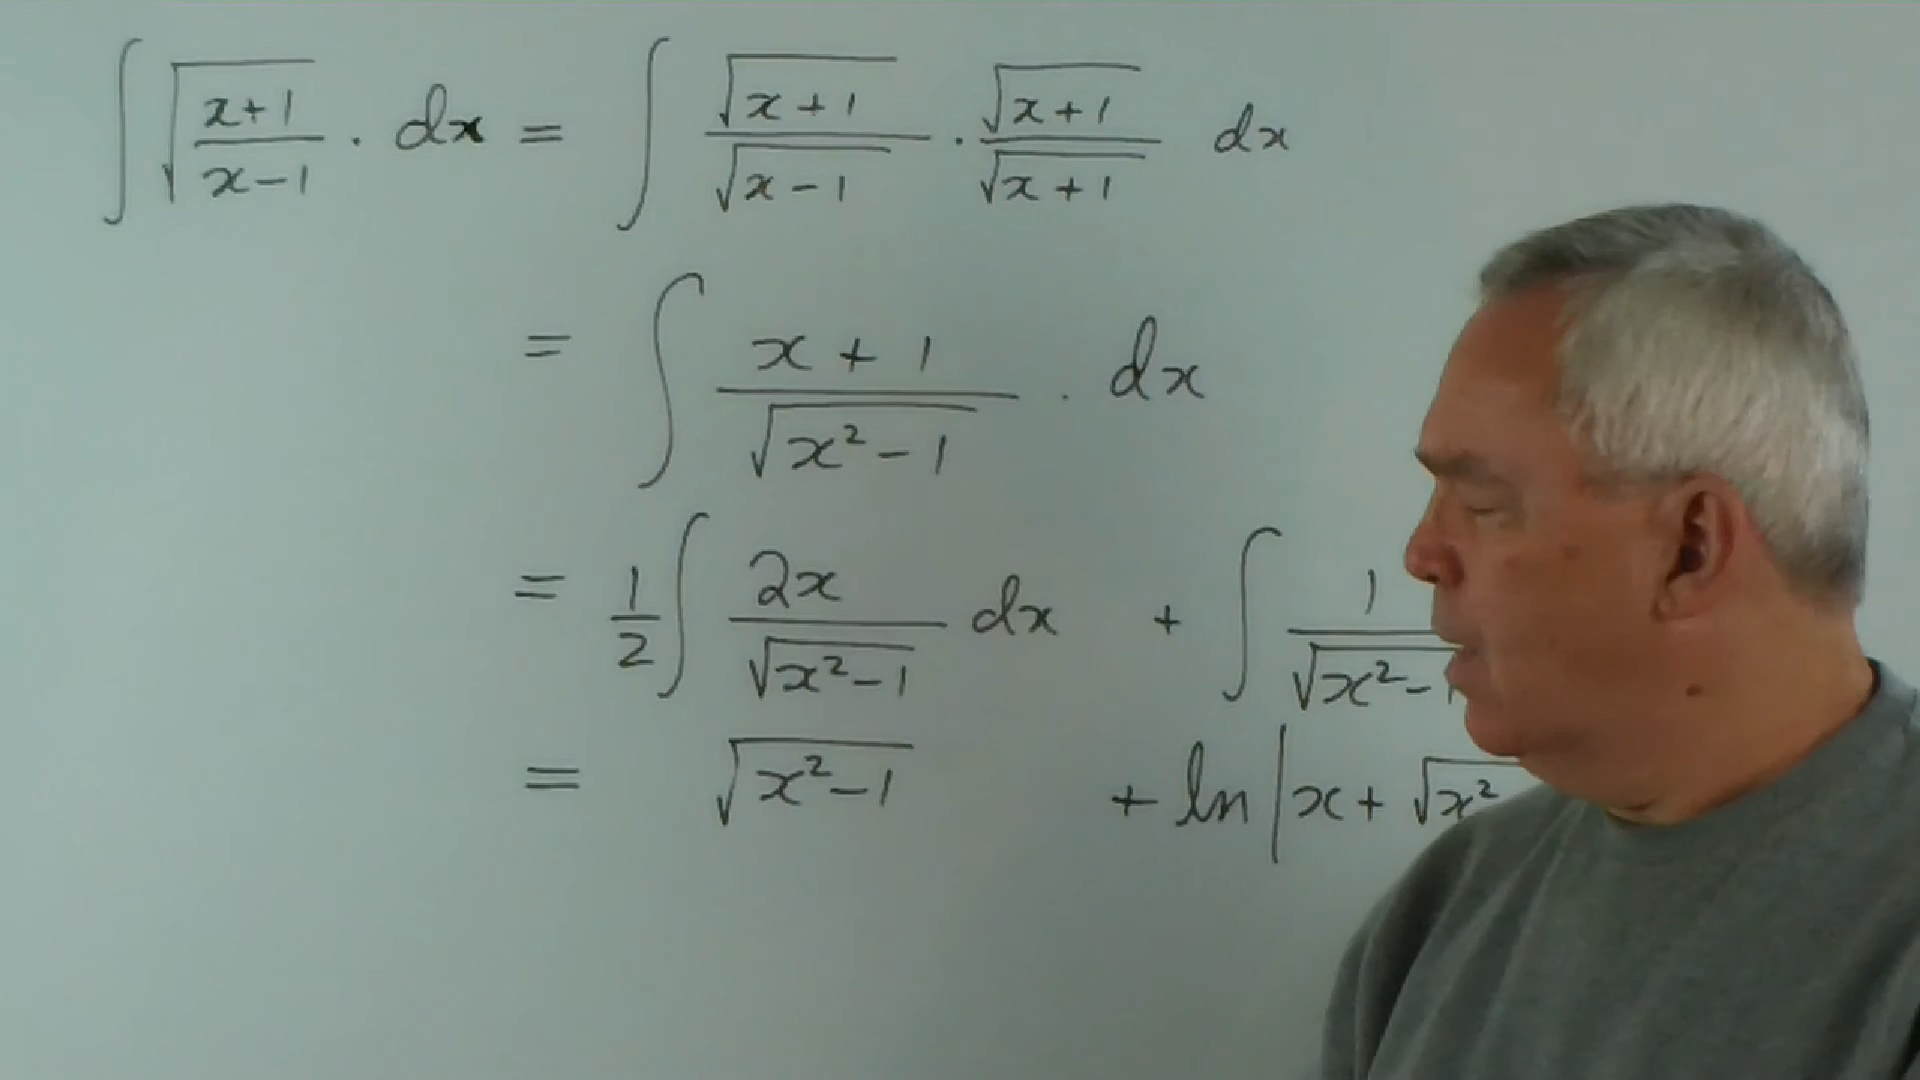 ∫ √((x+1)/(x−1)) · dx = ∫ √(x+1)/√(x−1) · √(x+1)/√(x+1) dx
= ∫ (x+1)/√(x²−1) · dx
= 1/2 ∫ 2x/√(x²−1) dx + ∫ 1/√(x²−1
= √(x²−1) + ln|x + √x²